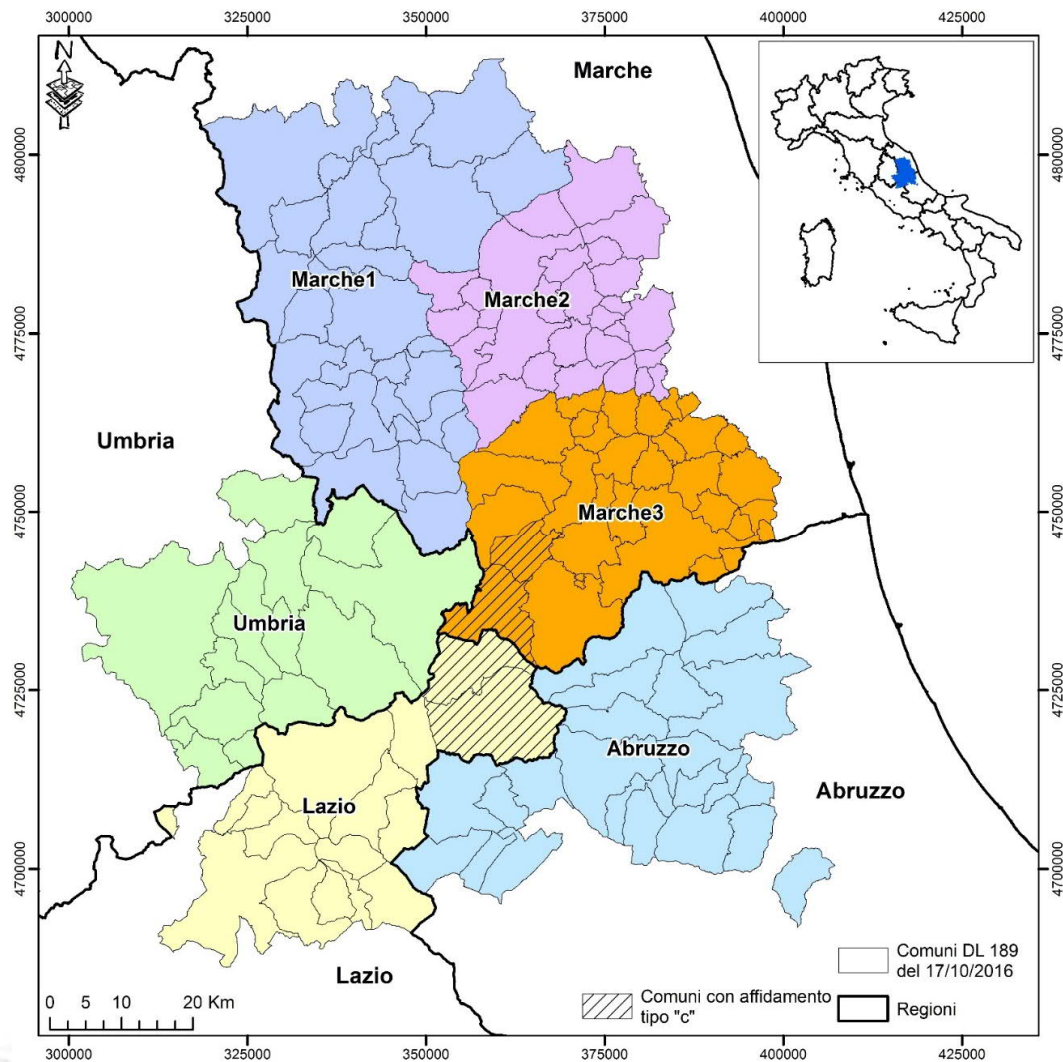 300000
325000
350000
375000
400000
425000
N
Marche
4800000
4800000
Marche1
Marche2
4775000
4775000
Umbria
4750000
4750000
Marche3
Umbria
4725000
4725000
Abruzzo
Lazio
Abruzzo
4700000
4700000
Lazio
Comuni DL 189
del 17/10/2016
0 5 10 20 Km
Comuni con affidamento
tipo "c"
Regioni
300000
325000
350000
375000
400000
425000